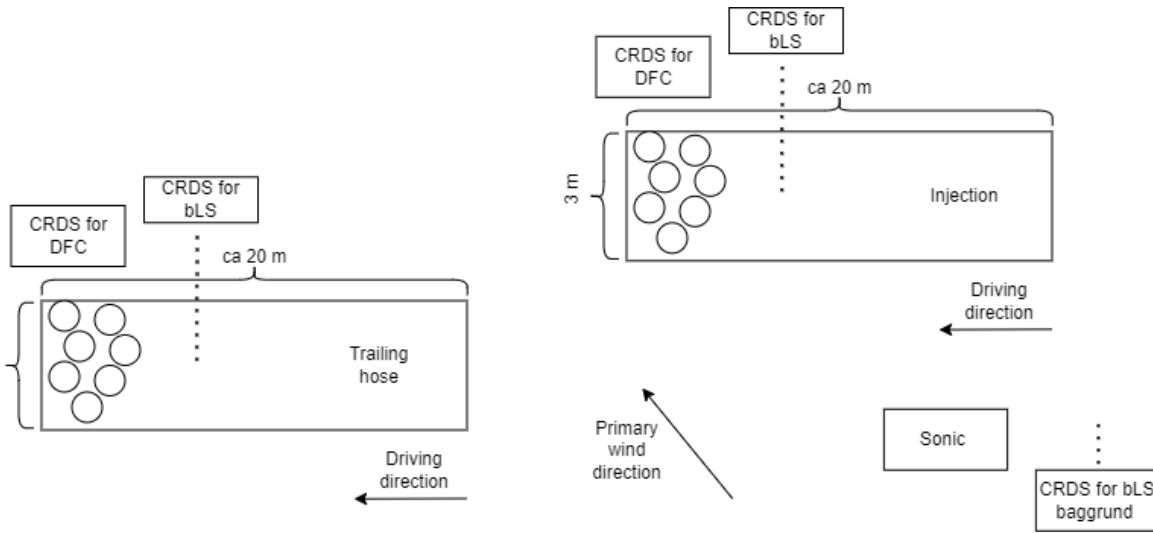 CRDS for
bLS
CRDS for
DFC
ca 20 m
Trailing
hose
Driving
direction
CRDS for
bLS
CRDS for
DFC
ca 20 m
3 m
Injection
Driving
direction
Primary
wind
direction
Sonic
CRDS for bLS
baggrund